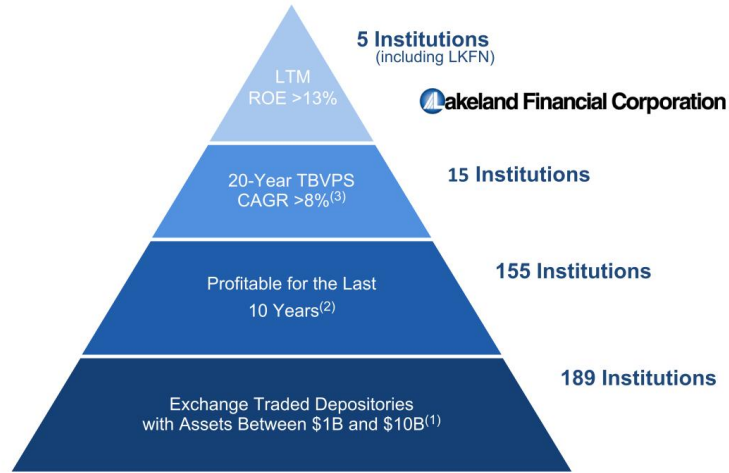 5 Institutions
(including LKFN)
LTM
ROE >13%
Lakeland Financial Corporation
20-Year TBVPS
CAGR >8%(3)
15 Institutions
Profitable for the Last
10 Years(2)
155 Institutions
Exchange Traded Depositories
with Assets Between $1B and $10B(1)
189 Institutions